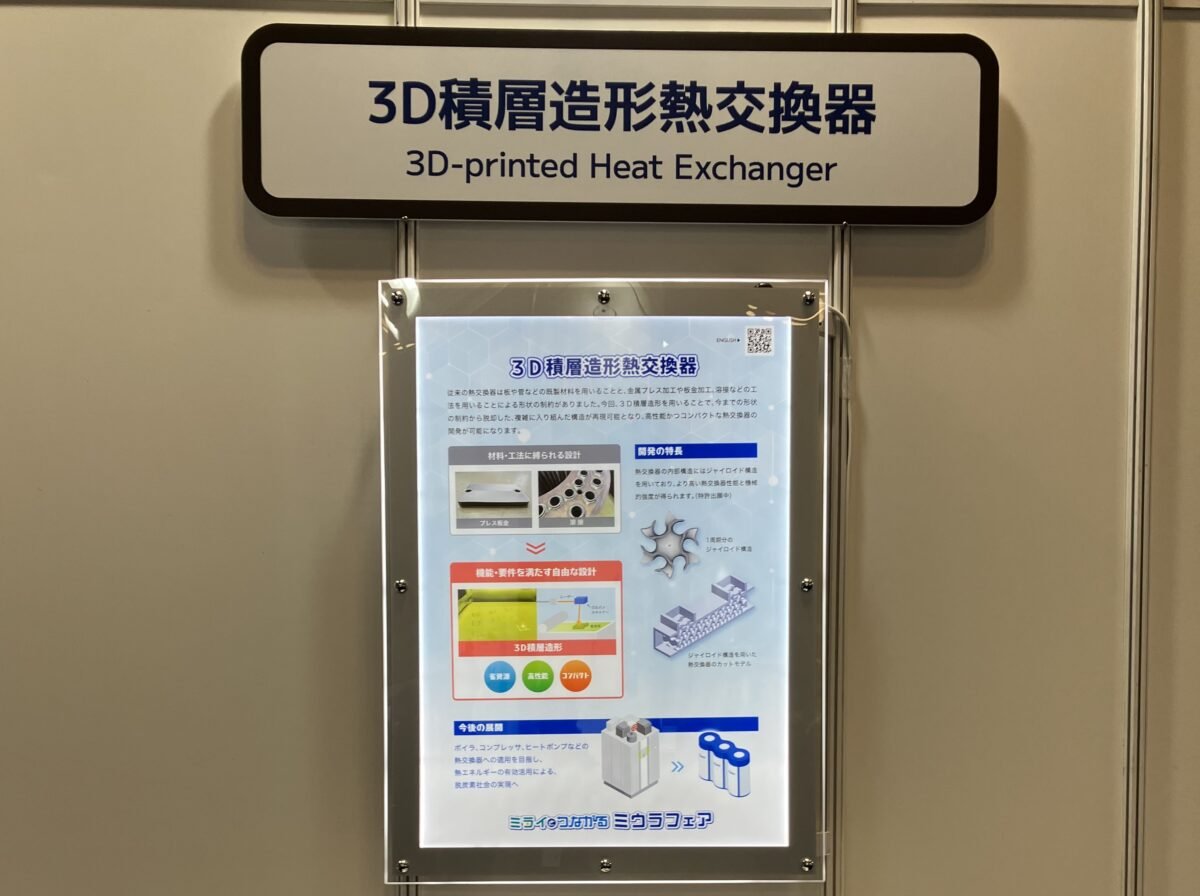 3D積層造形熱交換器
3D-printed Heat Exchanger
ENGLISH
3D積層造形熱交換器
従来の熱交換器は板や管などの既製材料を用いることと、金属プレス加工や板金加工、溶接などの工
法を用いることによる形状の制約がありました。今回、3D積層造形を用いることで、今までの形状
の制約から脱却した、複雑に入り組んだ構造が再現可能となり、高性能かつコンパクトな熱交換器の
開発が可能になります。
材料・工法に縛られる設計
プレス板金
溶接
機能・要件を満たす自由な設計
レーザー
3D積層造形
省資源
高性能
コンパクト
開発の特長
熱交換器の内部構造にはジャイロイド構造
を用いており、より高い熱交換器性能と機械
的強度が得られます。(特許出願中)
1周期分の
ジャイロイド構造
ジャイロイド構造を用いた
熱交換器のカットモデル
今後の展開
ボイラ、コンプレッサ、ヒートポンプなどの
熱交換器への適用を目指し、
熱エネルギーの有効活用による、
脱炭素社会の実現へ
ミライとつながる ミウラフェア